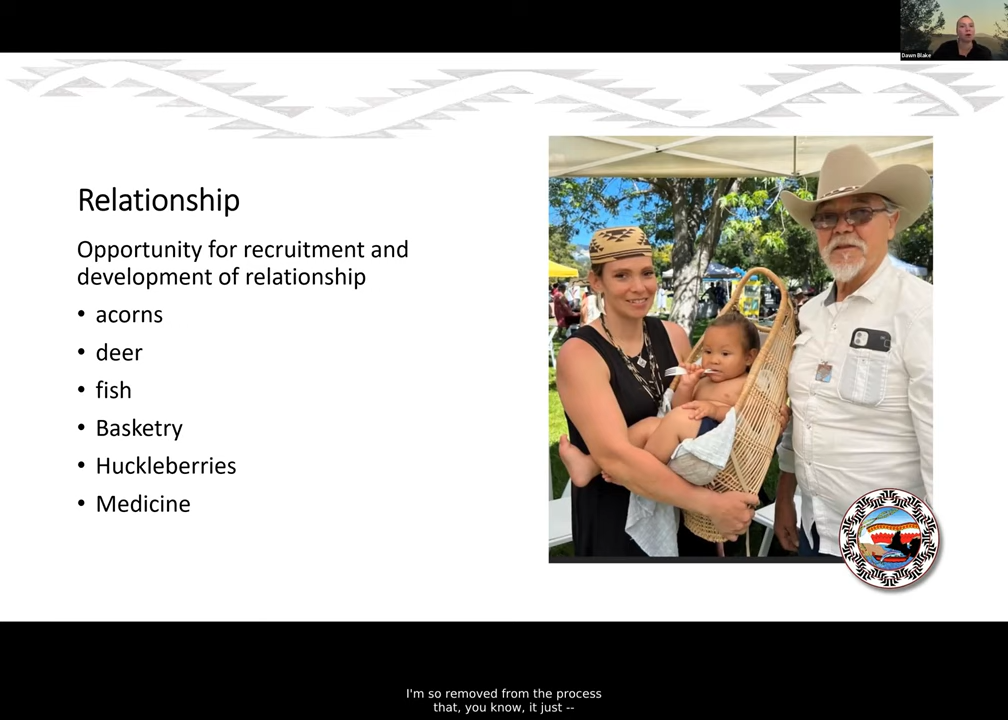 Dawn Blake
Relationship
Opportunity for recruitment and
development of relationship
• acorns
• deer
• fish
• Basketry
• Huckleberries
• Medicine
I'm so removed from the process
that, you know, it just --